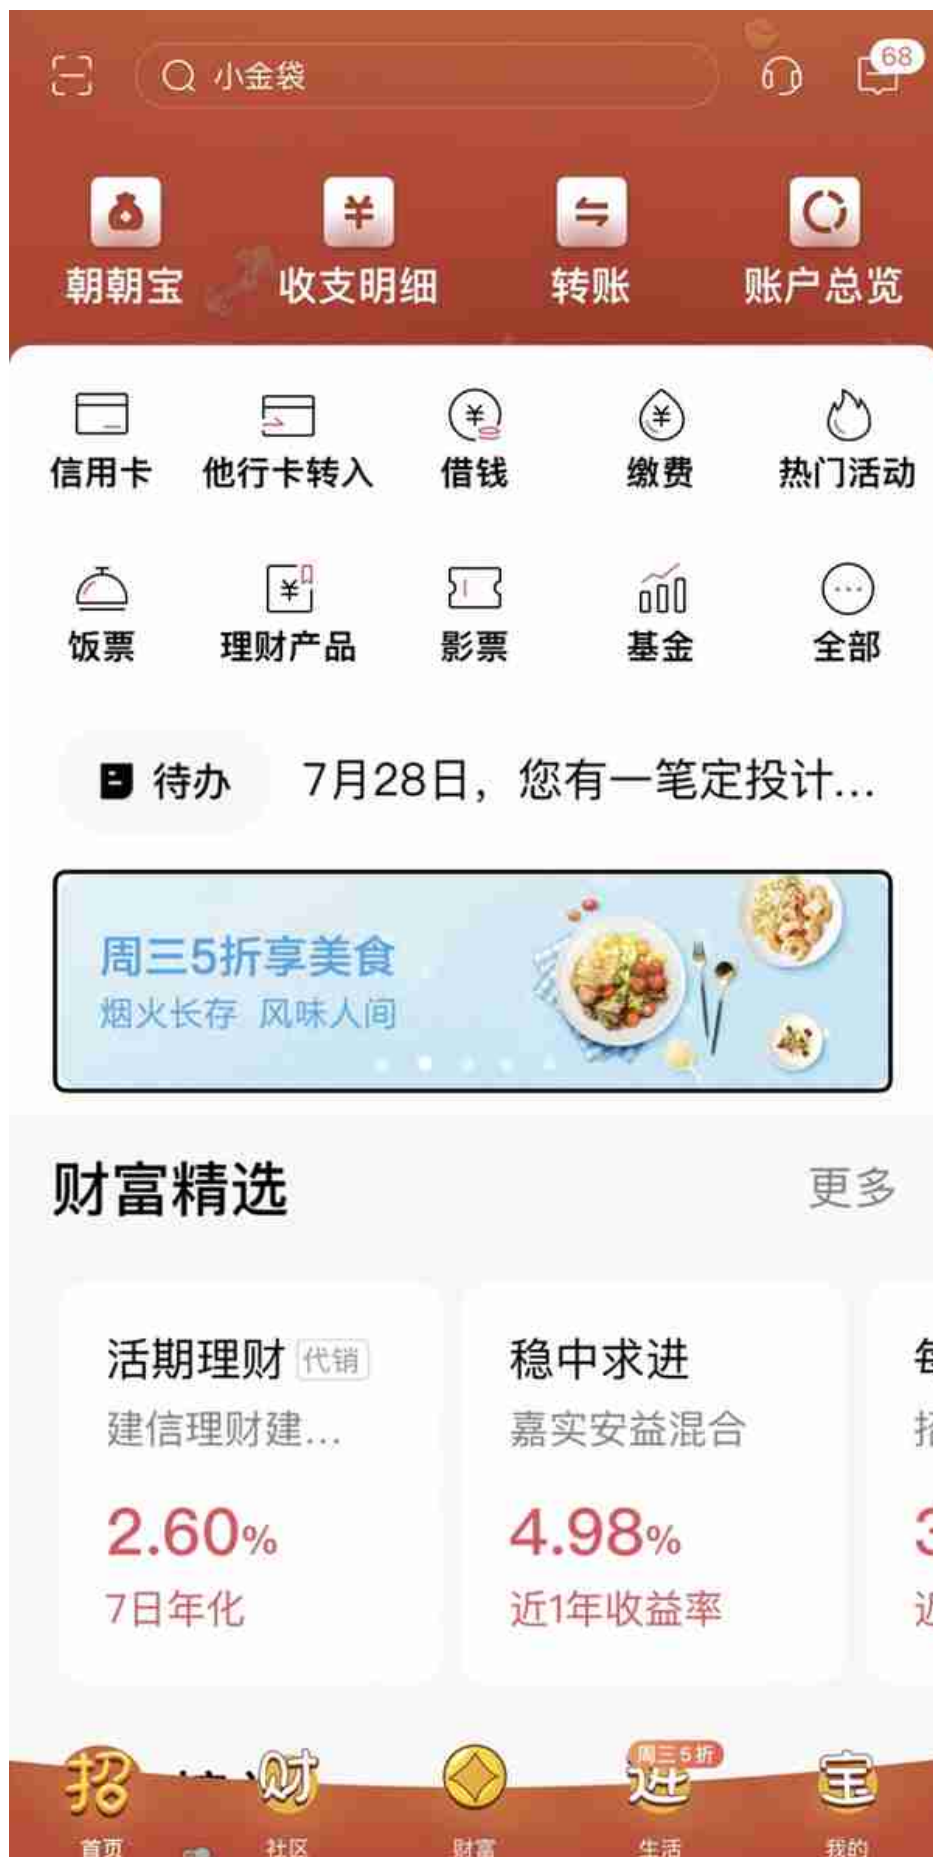 小金袋
68
朝朝宝 收支明细 转账 账户总览
信用卡 他行卡转入 借钱 缴费 热门活动
饭票 理财产品 影票 基金 全部
待办 7月28日，您有一笔定投计...
周三5折享美食
烟火长存 风味人间
财富精选 更多
活期理财 代销 稳中求进
建信理财建... 嘉实安益混合
2.60% 4.98%
7日年化 近1年收益率
周三5折
招 财 进 宝
首页 社区 财富 生活 我的